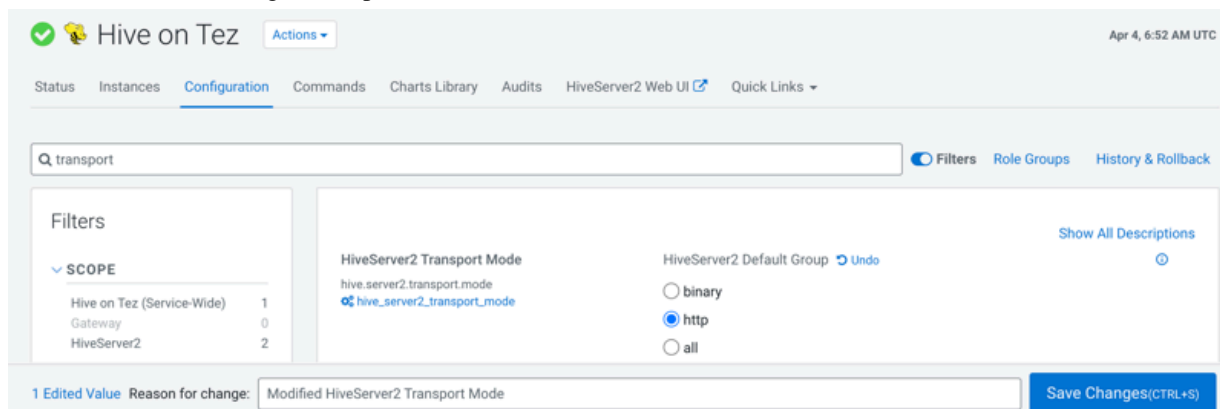 Hive on Tez Actions Apr 4, 6:52 AM UTC
Status Instances Configuration Commands Charts Library Audits HiveServer2 Web UI Quick Links
transport Filters Role Groups History & Rollback
Filters
Show All Descriptions
SCOPE
HiveServer2 Transport Mode HiveServer2 Default Group Undo
hive.server2.transport.mode binary
hive_server2_transport_mode
Hive on Tez (Service-Wide) 1 http
Gateway 0
HiveServer2 2 all
1 Edited Value Reason for change: Modified HiveServer2 Transport Mode Save Changes(CTRL+S)